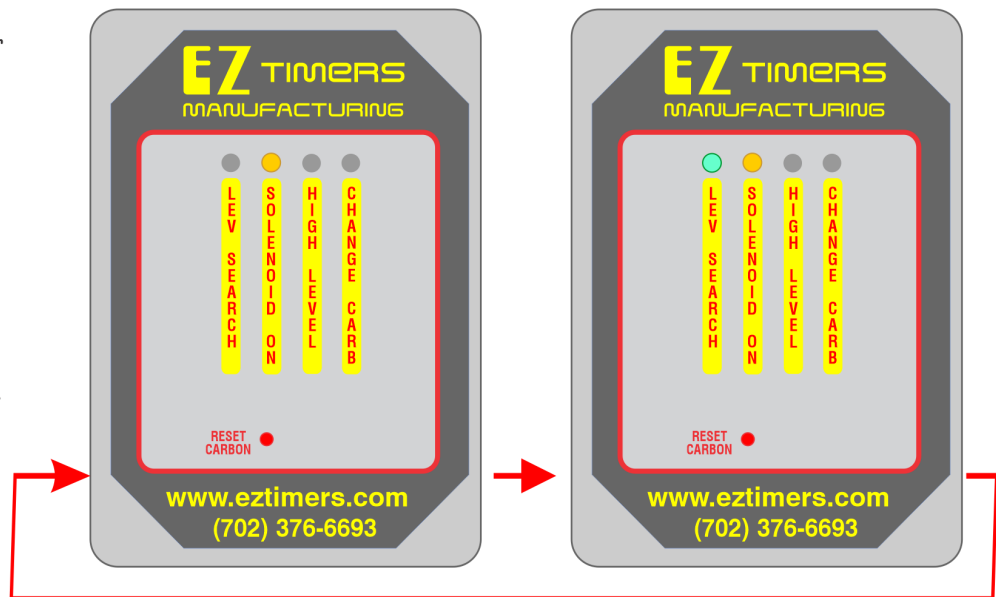 EZ TIMERS
MANUFACTURING
LEV SEARCH
SOLENOID ON
HIGH LEVEL
CHANGE CARB
RESET
CARBON
www.eztimers.com
(702) 376-6693
EZ TIMERS
MANUFACTURING
LEV SEARCH
SOLENOID ON
HIGH LEVEL
CHANGE CARB
RESET
CARBON
www.eztimers.com
(702) 376-6693